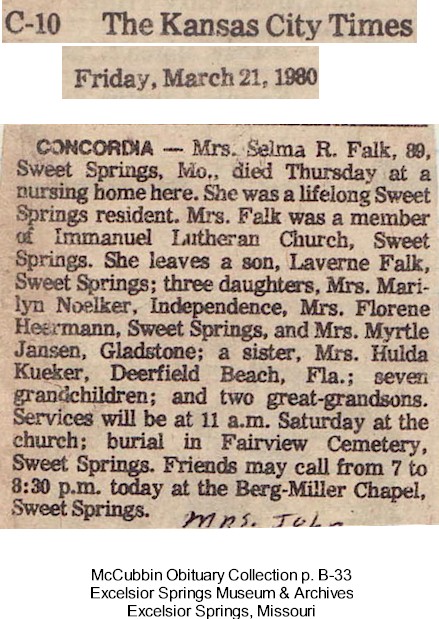 C-10 The Kansas City Times
Friday, March 21, 1980
CONCORDIA — Mrs. Selma R. Falk, 89,
Sweet Springs, Mo., died Thursday at a
nursing home here. She was a lifelong Sweet
Springs resident. Mrs. Falk was a member
of Immanuel Lutheran Church, Sweet
Springs. She leaves a son, Laverne Falk,
Sweet Springs; three daughters, Mrs. Mari-
lyn Noelker, Independence, Mrs. Florene
Heermann, Sweet Springs, and Mrs. Myrtle
Jansen, Gladstone; a sister, Mrs. Hulda
Kueker, Deerfield Beach, Fla.; seven
grandchildren; and two great-grandsons.
Services will be at 11 a.m. Saturday at the
church; burial in Fairview Cemetery,
Sweet Springs. Friends may call from 7 to
8:30 p.m. today at the Berg-Miller Chapel,
Sweet Springs.
Mrs. John
McCubbin Obituary Collection p. B-33
Excelsior Springs Museum & Archives
Excelsior Springs, Missouri